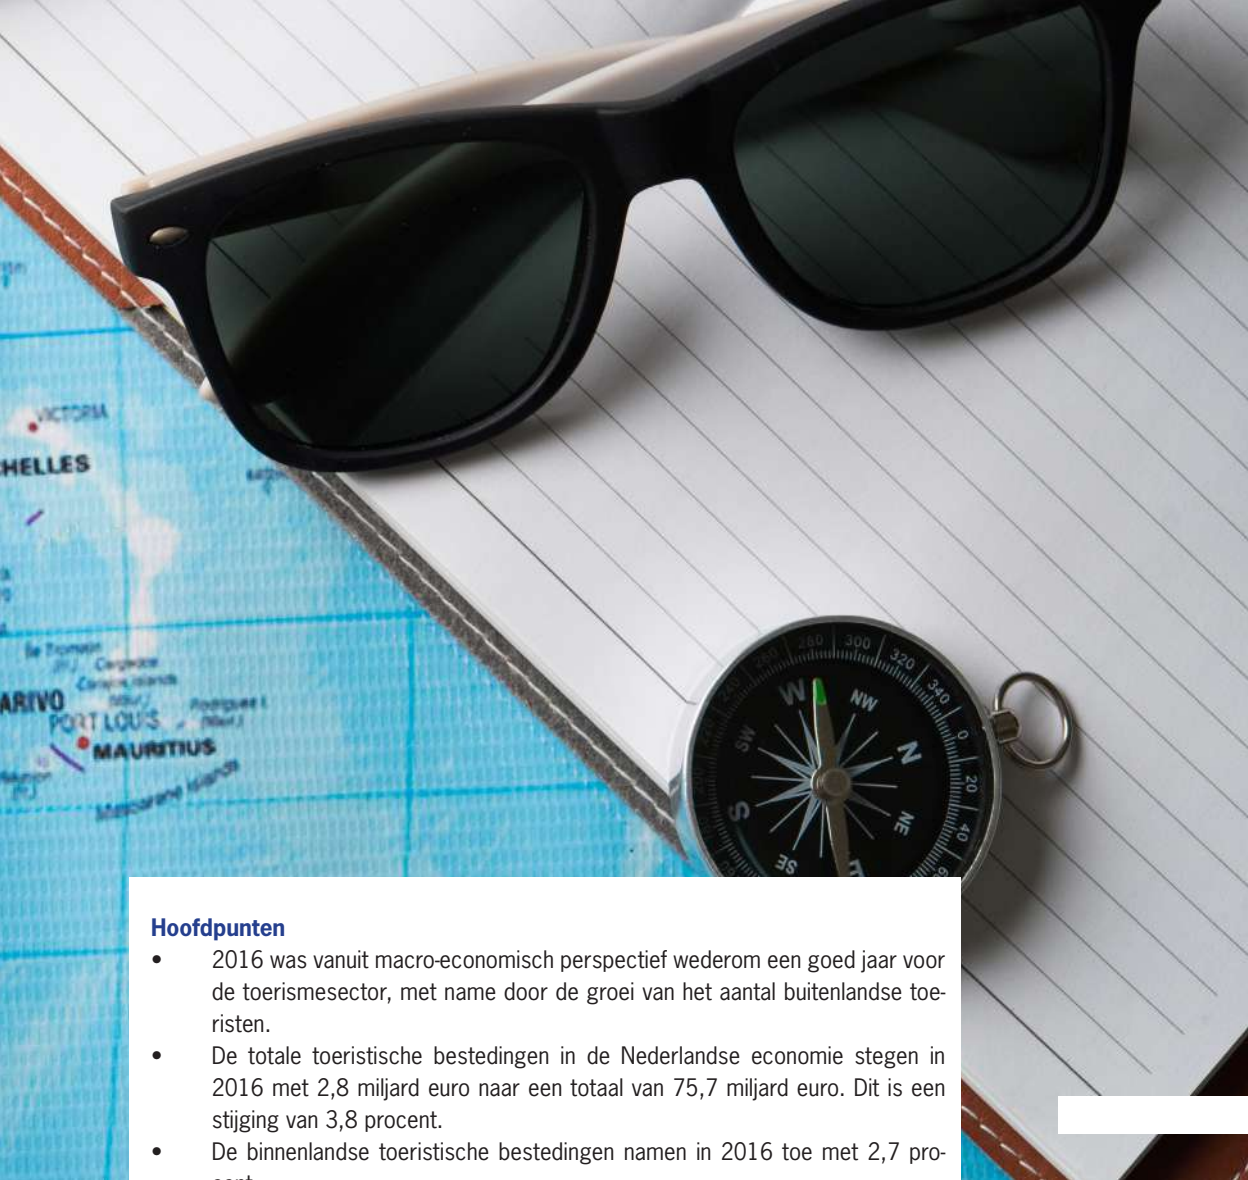 VICTORIA
HELLES
ARIVO
PORT LOUIS
MAURITIUS
Rodrigues I.
Mascarene Islands
280
300
320
340
0
20
40
W
NW
N
NE
E
SE
S
SW
Hoofdpunten
• 2016 was vanuit macro-economisch perspectief wederom een goed jaar voor
de toerismesector, met name door de groei van het aantal buitenlandse toe-
risten.
• De totale toeristische bestedingen in de Nederlandse economie stegen in
2016 met 2,8 miljard euro naar een totaal van 75,7 miljard euro. Dit is een
stijging van 3,8 procent.
• De binnenlandse toeristische bestedingen namen in 2016 toe met 2,7 pro-